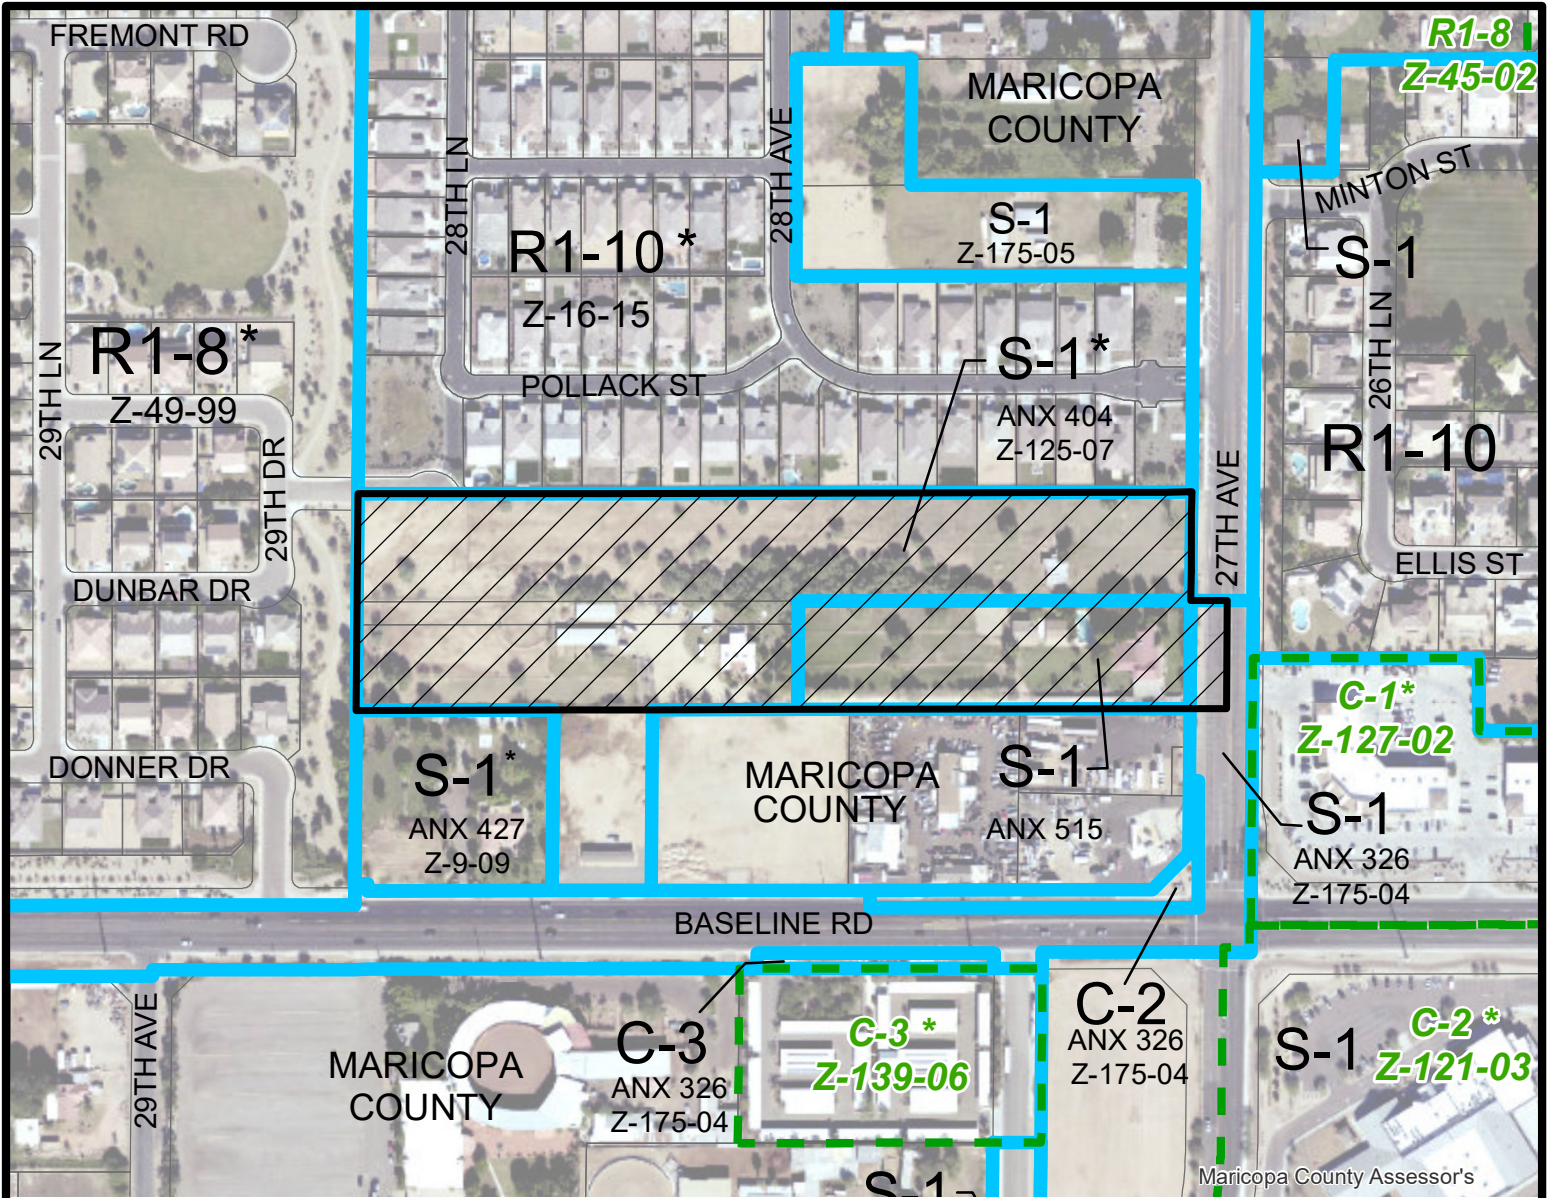 FREMONT RD
R1-8
Z-45-02
MARICOPA
COUNTY
28TH LN
28TH AVE
MINTON ST
S-1
Z-175-05
R1-10 *
Z-16-15
S-1
26TH LN
R1-8 *
Z-49-99
29TH LN
S-1*
ANX 404
Z-125-07
POLLACK ST
R1-10
29TH DR
27TH AVE
ELLIS ST
DUNBAR DR
C-1*
Z-127-02
DONNER DR
S-1*
ANX 427
Z-9-09
MARICOPA
COUNTY
S-1
ANX 515
S-1
ANX 326
Z-175-04
BASELINE RD
29TH AVE
MARICOPA
COUNTY
C-3
ANX 326
Z-175-04
C-3 *
Z-139-06
C-2
ANX 326
Z-175-04
S-1
C-2 *
Z-121-03
S-1
Maricopa County Assessor's